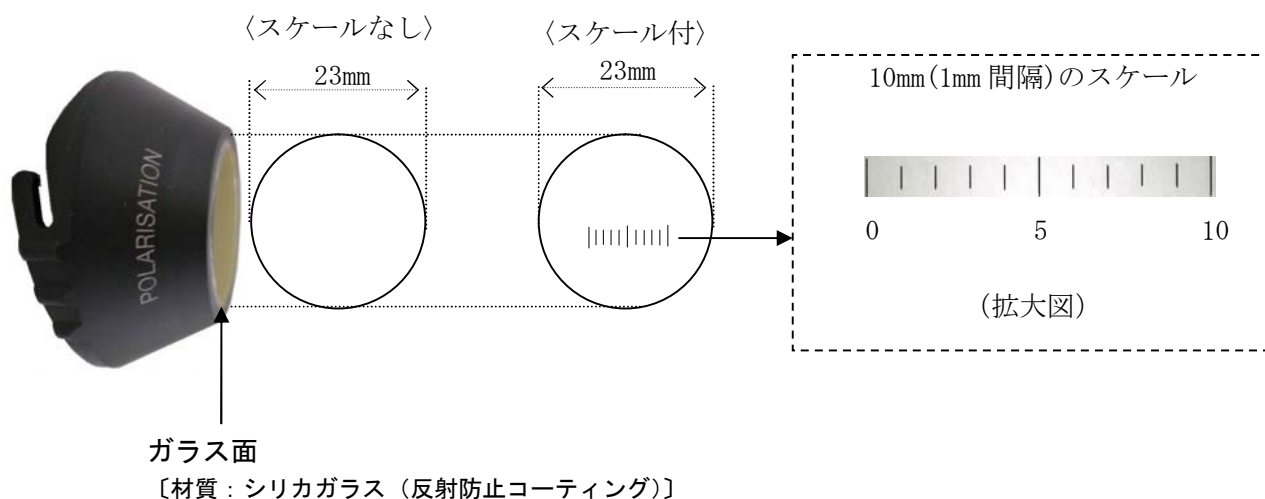 〈スケールなし〉
〈スケール付〉
23mm
23mm
10mm(1mm 間隔)のスケール
POLARISATION
0
5
10
(拡大図)
ガラス面
〔材質：シリカガラス（反射防止コーティング）〕